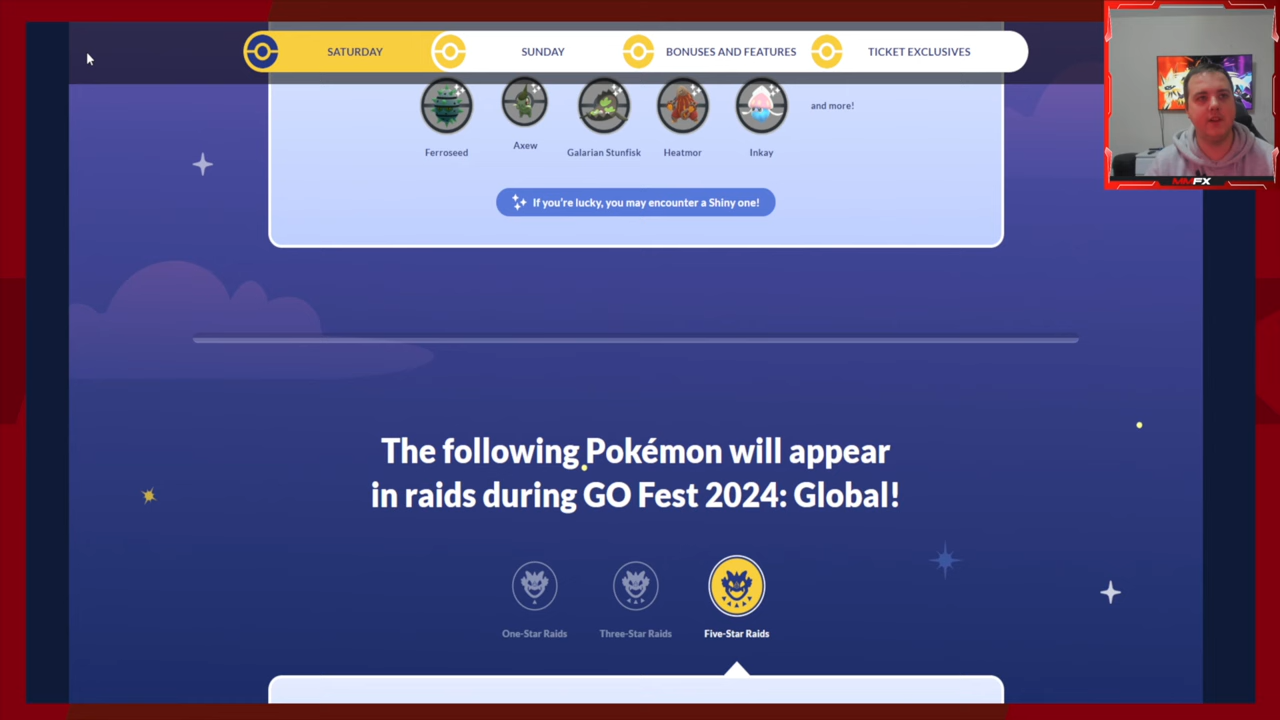 SATURDAY
SUNDAY
BONUSES AND FEATURES
TICKET EXCLUSIVES
Ferroseed
Axew
Galarian Stunfisk
Heatmor
Inkay
and more!
If you're lucky, you may encounter a Shiny one!
MMFX
The following Pokémon will appear
in raids during GO Fest 2024: Global!
One-Star Raids
Three-Star Raids
Five-Star Raids